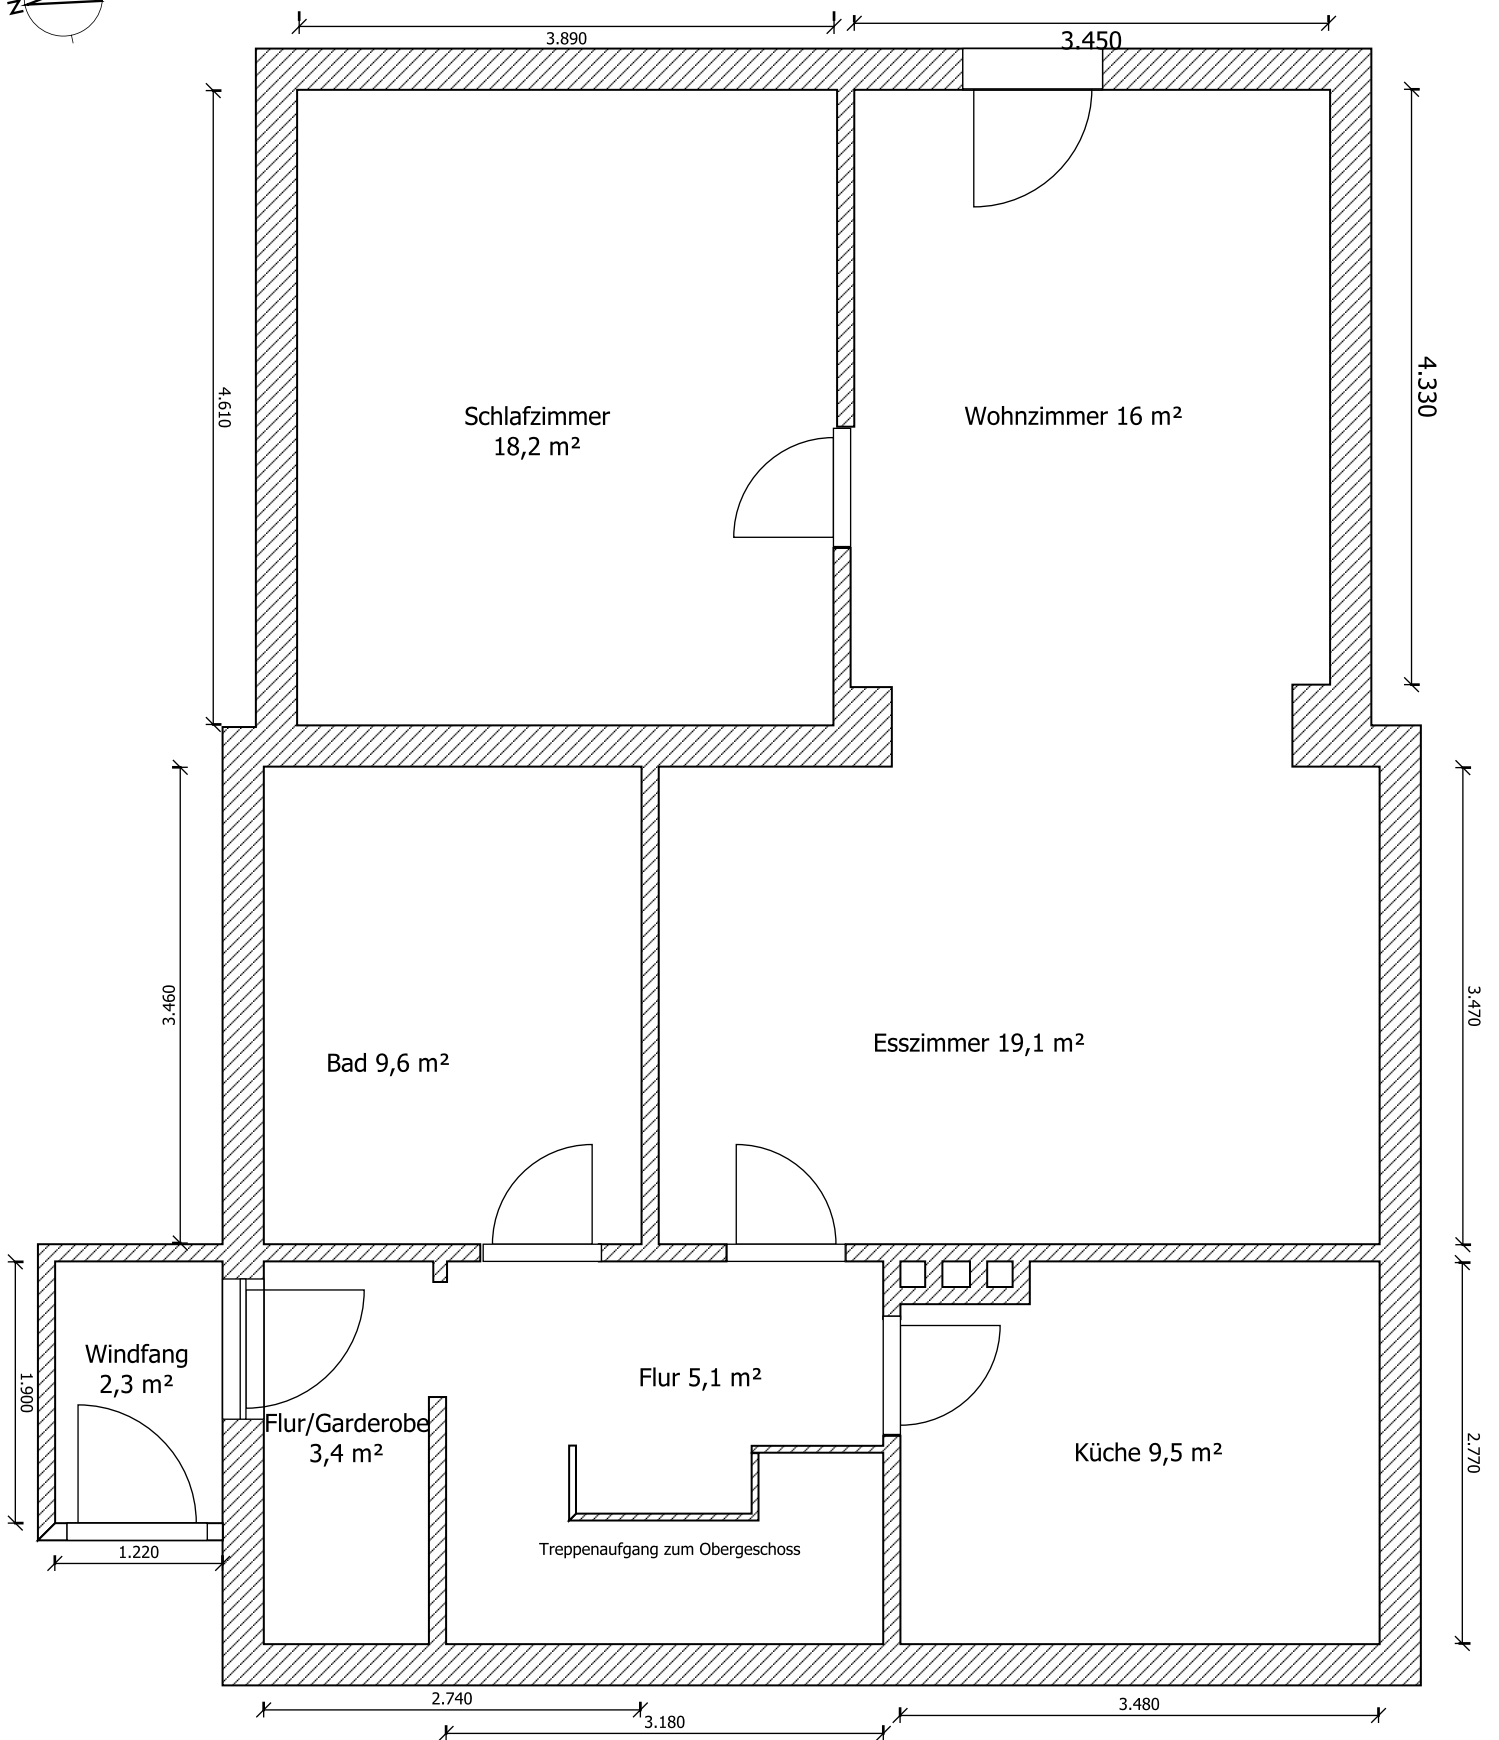 N
3.890
3.450
4.610
4.330
Schlafzimmer
18,2 m²
Wohnzimmer 16 m²
3.460
3.470
Bad 9,6 m²
Esszimmer 19,1 m²
Windfang
2,3 m²
1.900
Flur/Garderobe
3,4 m²
Flur 5,1 m²
Küche 9,5 m²
2.770
Treppenaufgang zum Obergeschoss
1.220
2.740
3.180
3.480